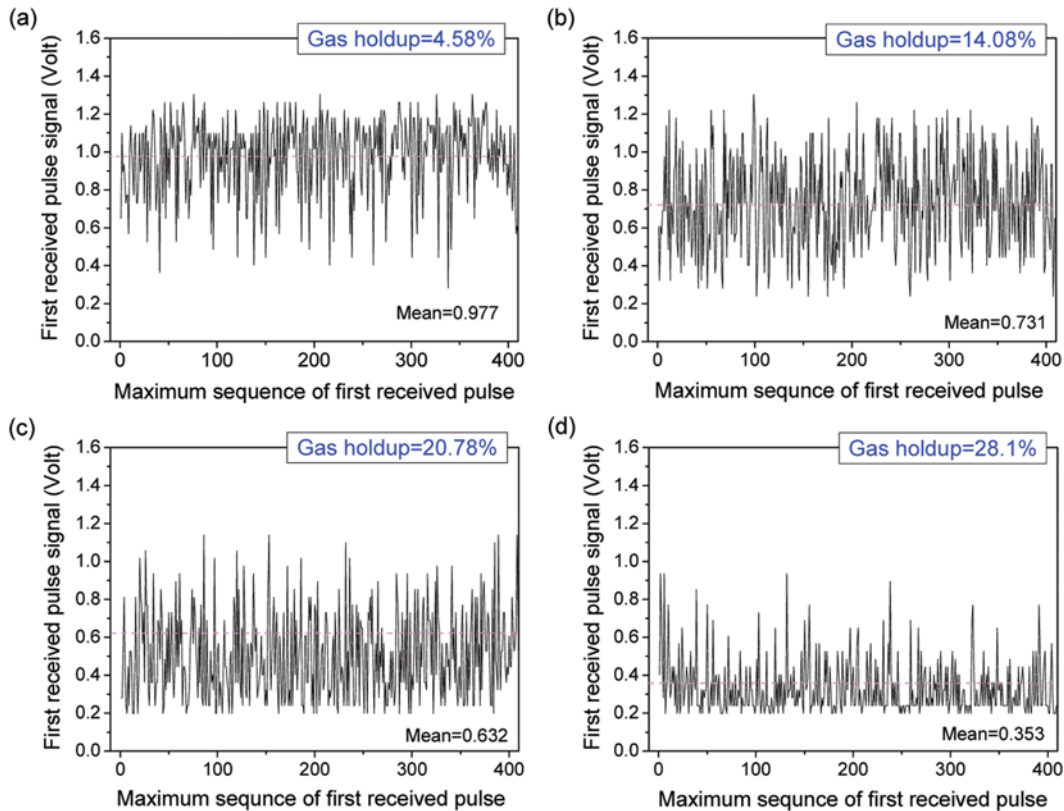 (a)
Gas holdup=4.58%
First received pulse signal (Volt)
1.6
1.4
1.2
1.0
0.8
0.6
0.4
0.2
0.0
Mean=0.977
0 100 200 300 400
Maximum sequence of first received pulse
(b)
Gas holdup=14.08%
First received pulse signal (Volt)
1.6
1.4
1.2
1.0
0.8
0.6
0.4
0.2
0.0
Mean=0.731
0 100 200 300 400
Maximum sequnce of first received pulse
(c)
Gas holdup=20.78%
First received pulse signal (Volt)
1.6
1.4
1.2
1.0
0.8
0.6
0.4
0.2
0.0
Mean=0.632
0 100 200 300 400
Maximum sequnce of first received pulse
(d)
Gas holdup=28.1%
First received pulse signal (Volt)
1.6
1.4
1.2
1.0
0.8
0.6
0.4
0.2
0.0
Mean=0.353
0 100 200 300 400
Maximum sequnce of first received pulse